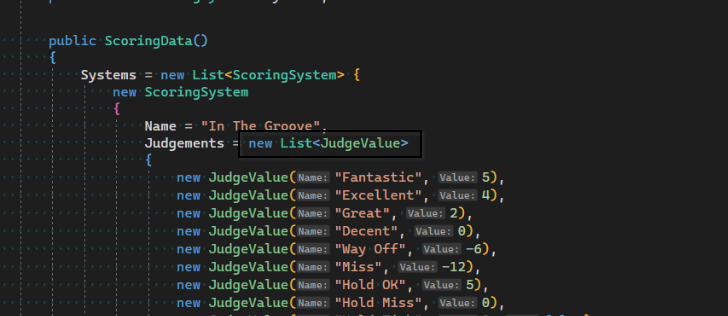 public ScoringData()
{
Systems = new List<ScoringSystem> {
new ScoringSystem
{
Name = "In The Groove",
Judgements = new List<JudgeValue>
{
new JudgeValue(Name: "Fantastic", Value: 5),
new JudgeValue(Name: "Excellent", Value: 4),
new JudgeValue(Name: "Great", Value: 2),
new JudgeValue(Name: "Decent", Value: 0),
new JudgeValue(Name: "Way Off", Value: -6),
new JudgeValue(Name: "Miss", Value: -12),
new JudgeValue(Name: "Hold OK", Value: 5),
new JudgeValue(Name: "Hold Miss", Value: 0),